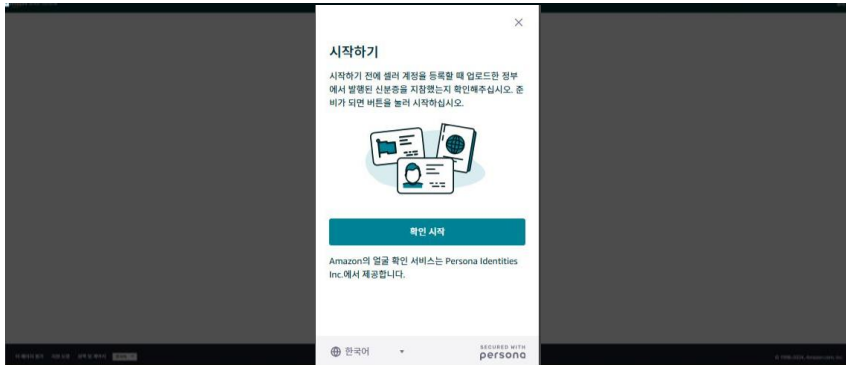 시작하기
시작하기 전에 셀러 계정을 등록할 때 업로드한 정부
에서 발행된 신분증을 지참했는지 확인해주십시오. 준
비가 되면 버튼을 눌러 시작하십시오.
확인 시작
Amazon의 얼굴 확인 서비스는 Persona Identities
Inc.에서 제공합니다.
한국어
SECURED WITH
persona